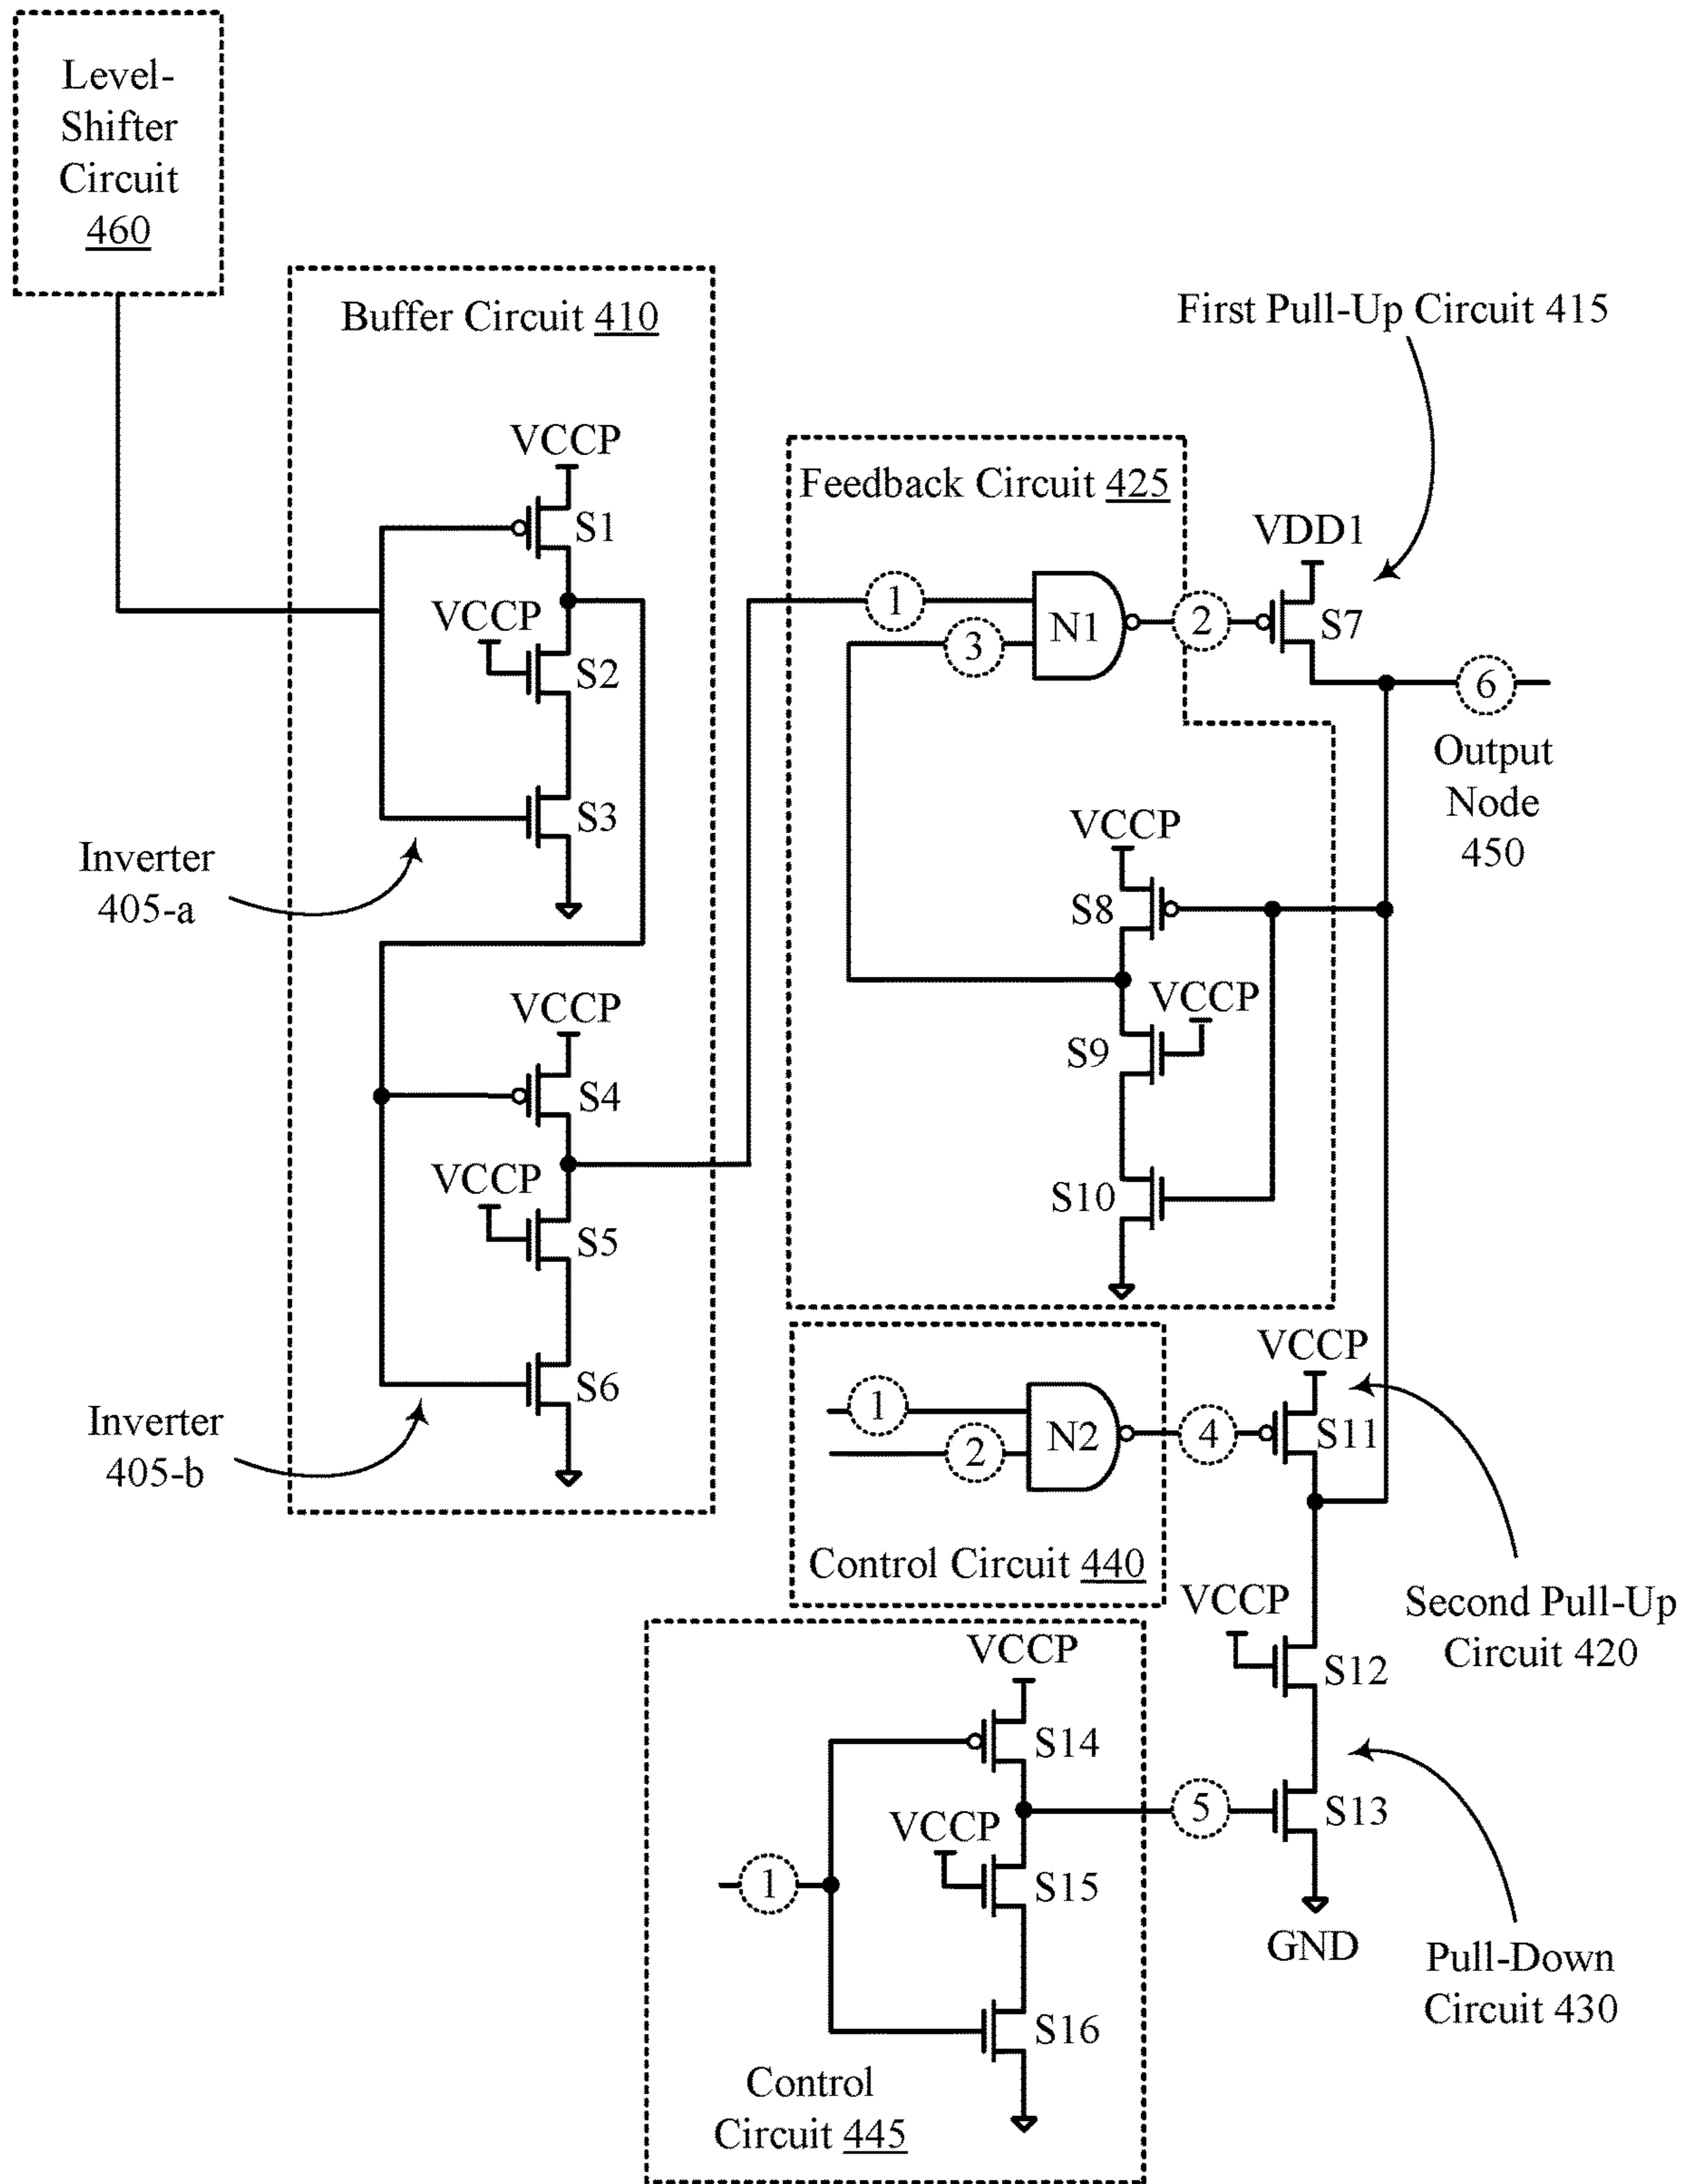 Level-
Shifter
Circuit
460
Buffer Circuit 410
First Pull-Up Circuit 415
VCCP
S1
VCCP
S2
S3
Inverter
405-a
VCCP
S4
VCCP
S5
S6
Inverter
405-b
Feedback Circuit 425
1
3
N1
2
VDD1
S7
6
Output
Node
450
VCCP
S8
VCCP
S9
S10
1
2
N2
4
VCCP
S11
Control Circuit 440
Second Pull-Up
Circuit 420
VCCP
S12
VCCP
S14
1
VCCP
S15
5
S13
GND
S16
Pull-Down
Circuit 430
Control
Circuit 445